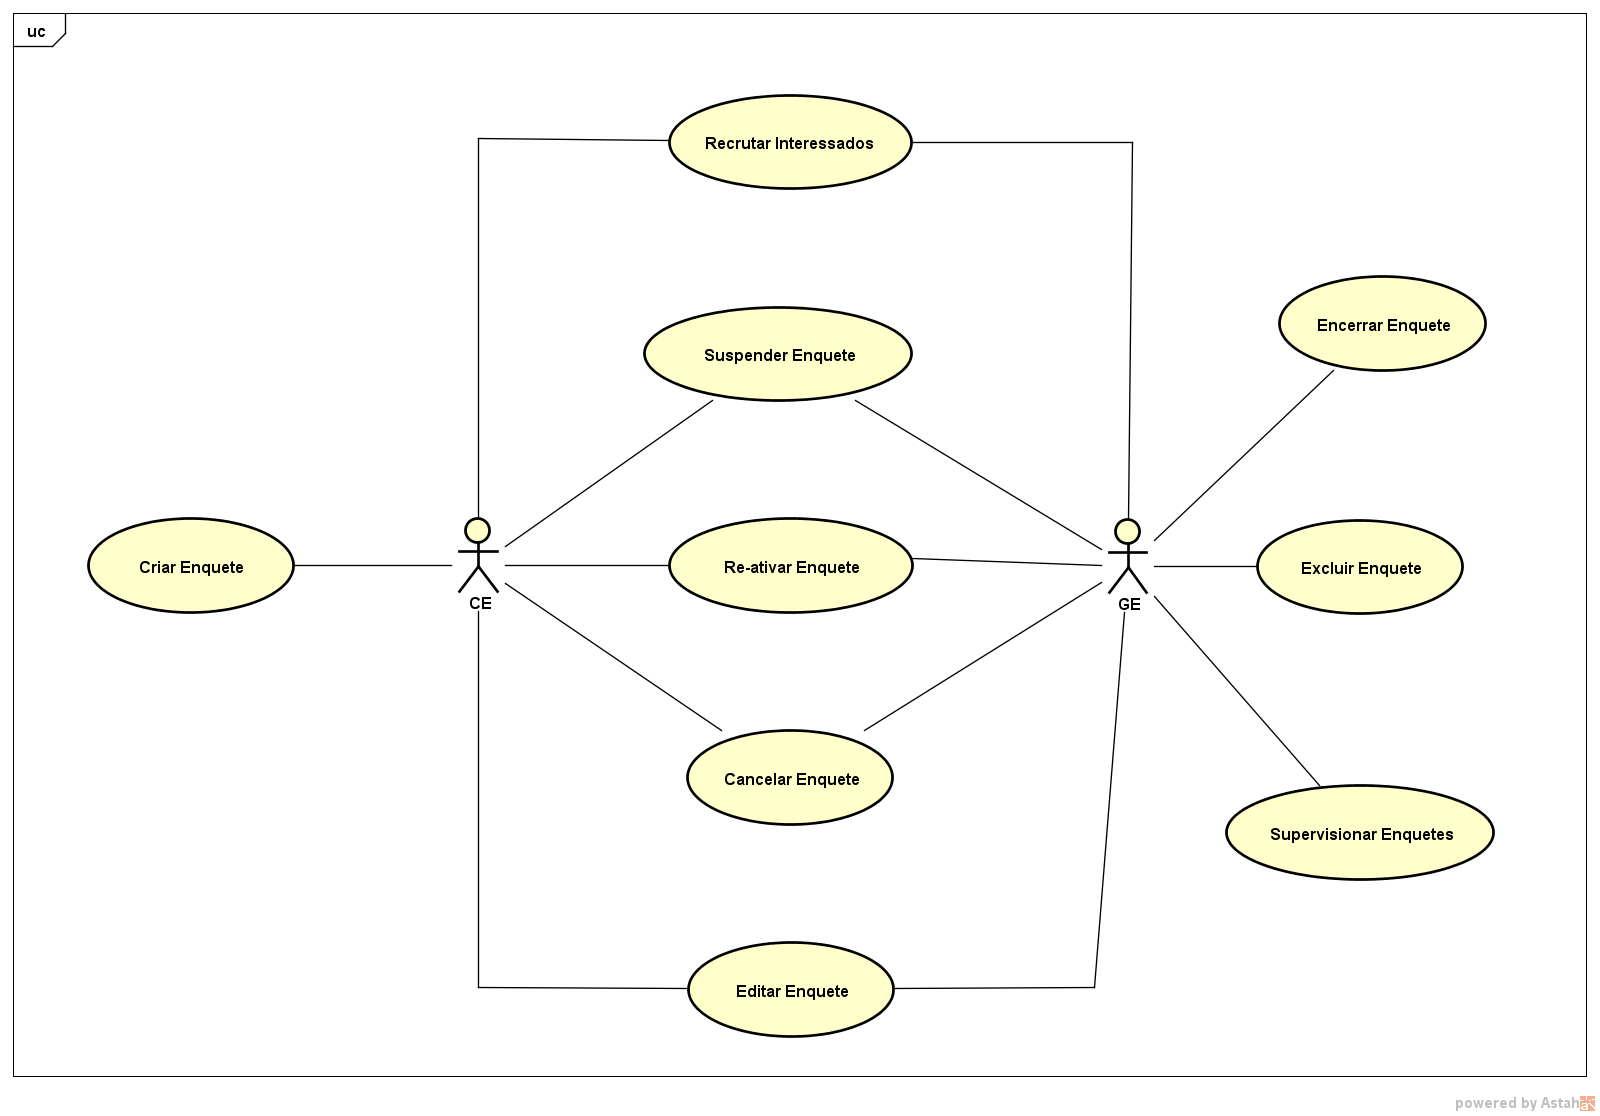 uc
Recrutar Interessados
Encerrar Enquete
Suspender Enquete
Criar Enquete
CE
Re-ativar Enquete
GE
Excluir Enquete
Cancelar Enquete
Supervisionar Enquetes
Editar Enquete
powered by Astah